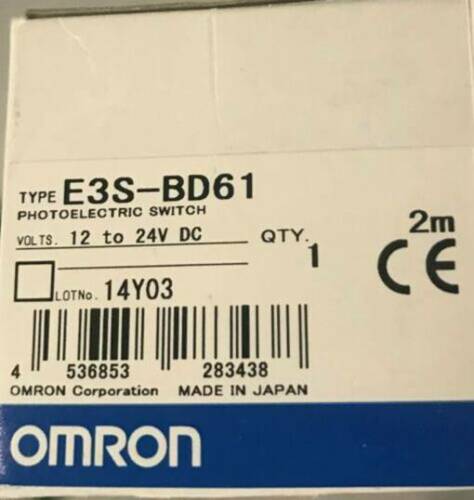 TYPE E3S-BD61
PHOTOELECTRIC SWITCH
2m
VOLTS. 12 to 24V DC QTY. 1
CE
LOTNo. 14Y03
4 536853 283438
OMRON Corporation MADE IN JAPAN
OMRON